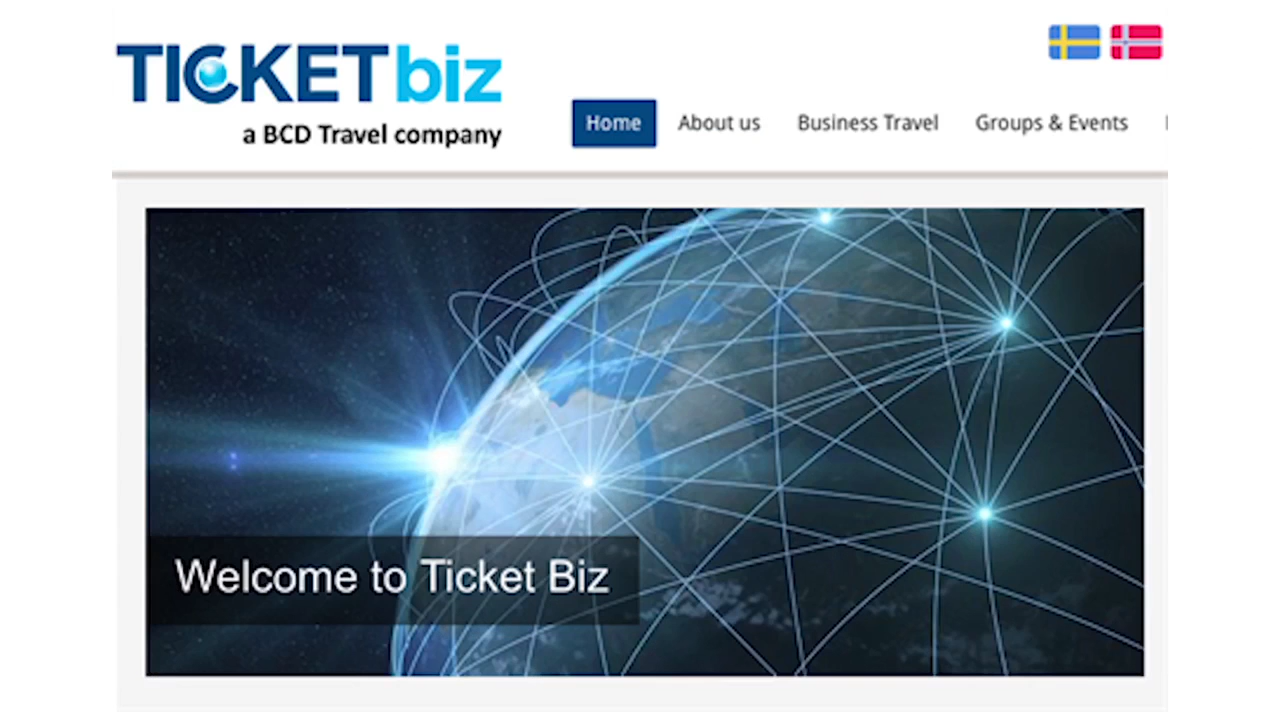 TICKETbiz
a BCD Travel company
Home About us Business Travel Groups & Events
Welcome to Ticket Biz